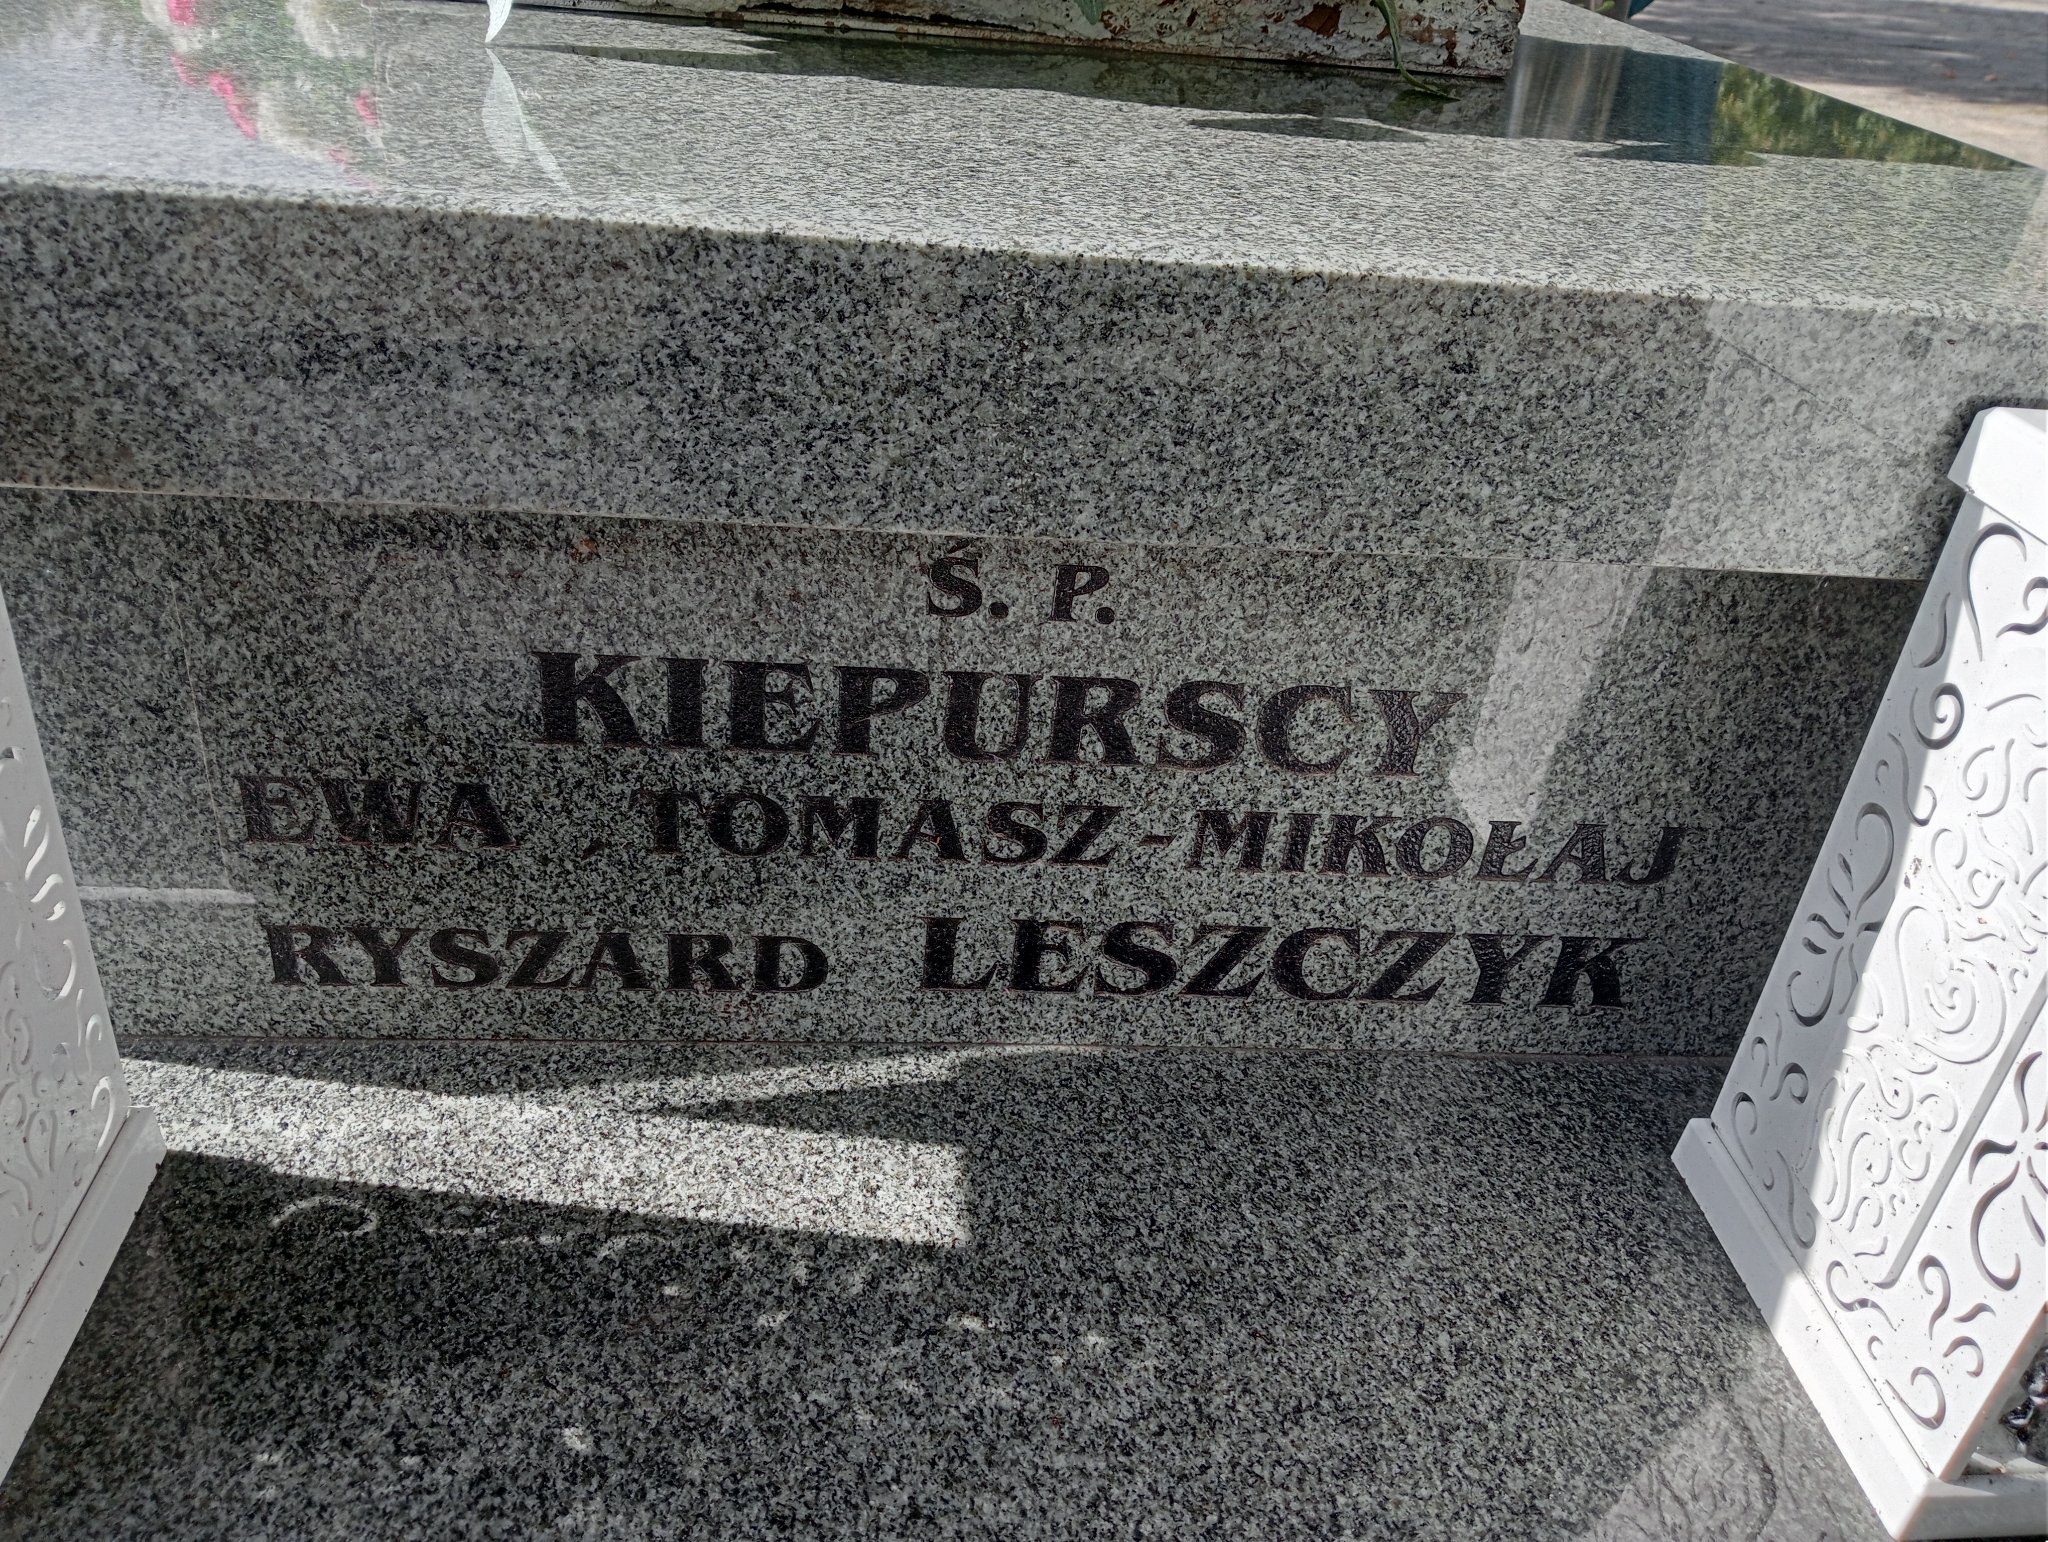 Ś. P.
KIEPURSCY
EWA, TOMASZ-MIKOŁAJ
RYSZARD LESZCZYK